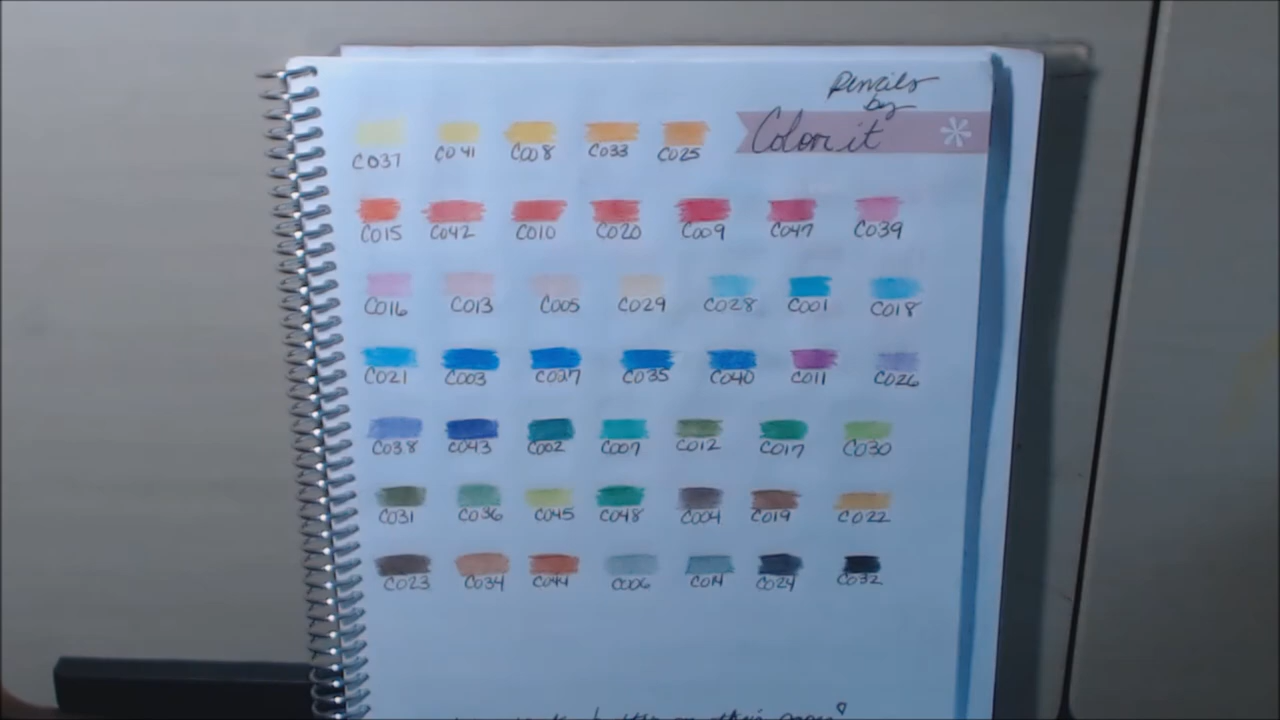 Pencils
by
Color it
C037 C041 C008 C033 C025
C015 C042 C010 C020 C009 C047 C039
C016 C013 C005 C029 C028 C001 C018
C021 C003 C027 C035 C040 C011 C026
C038 C043 C002 C007 C012 C017 C030
C031 C036 C045 C048 C004 C019 C022
C023 C034 C044 C006 C014 C024 C032